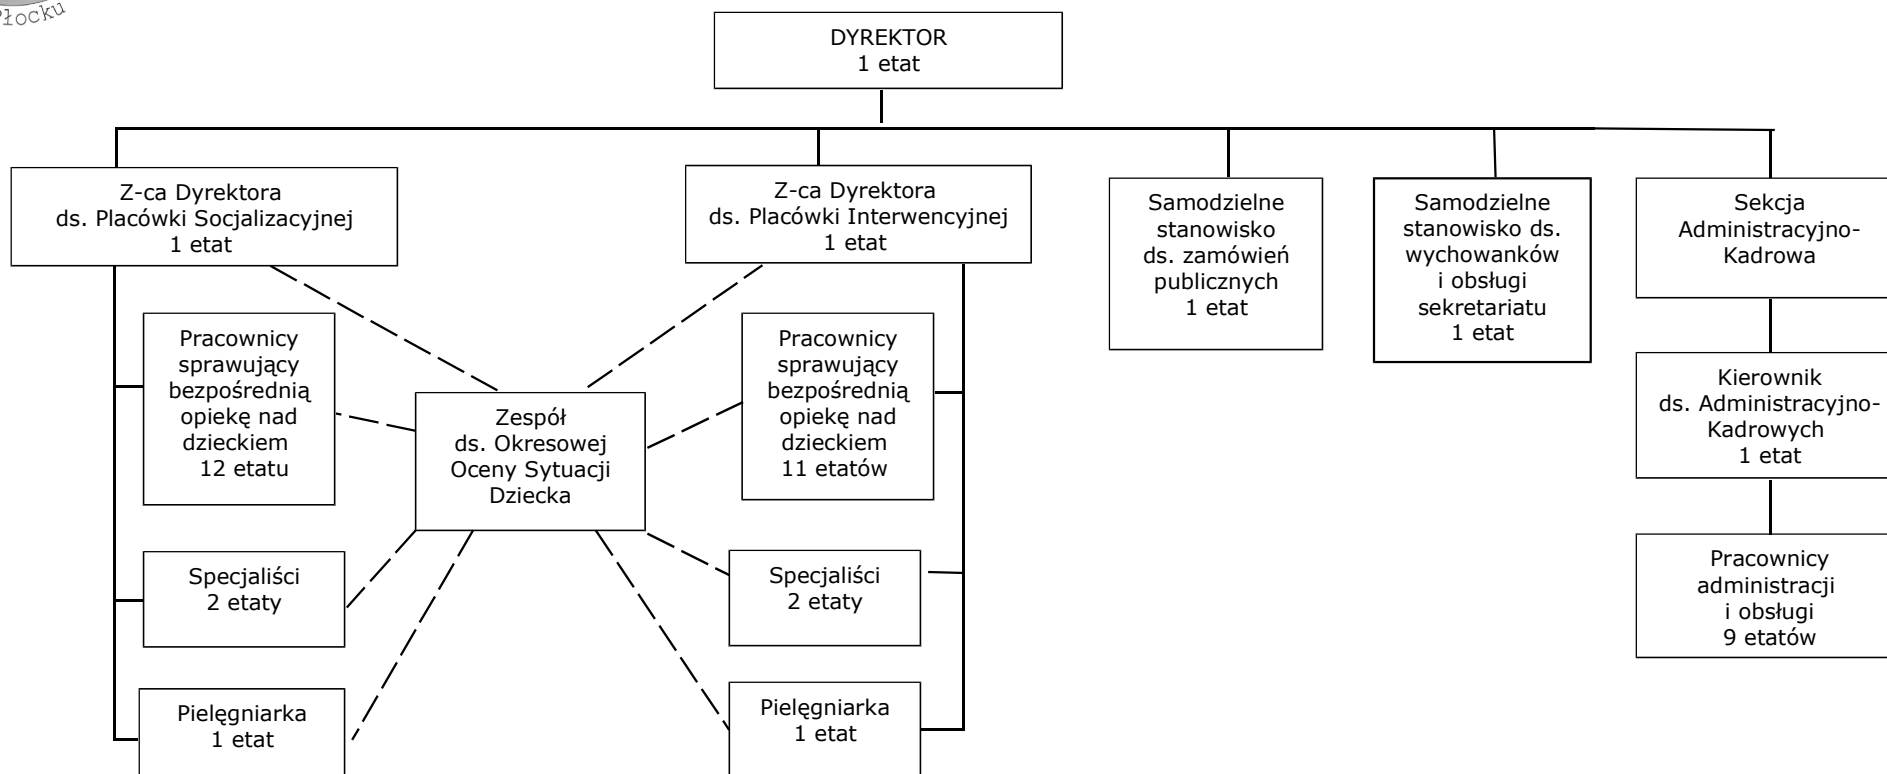 Płocku
DYREKTOR
1 etat
Z-ca Dyrektora
ds. Placówki Socjalizacyjnej
1 etat
Z-ca Dyrektora
ds. Placówki Interwencyjnej
1 etat
Samodzielne
stanowisko
ds. zamówień
publicznych
1 etat
Samodzielne
stanowisko ds.
wychowanków
i obsługi
sekretariatu
1 etat
Sekcja
Administracyjno-
Kadrowa
Pracownicy
sprawujący
bezpośrednią
opiekę nad
dzieckiem
12 etatu
Zespół
ds. Okresowej
Oceny Sytuacji
Dziecka
Pracownicy
sprawujący
bezpośrednią
opiekę nad
dzieckiem
11 etatów
Kierownik
ds. Administracyjno-
Kadrowych
1 etat
Specjaliści
2 etaty
Specjaliści
2 etaty
Pracownicy
administracji
i obsługi
9 etatów
Pielęgniarka
1 etat
Pielęgniarka
1 etat